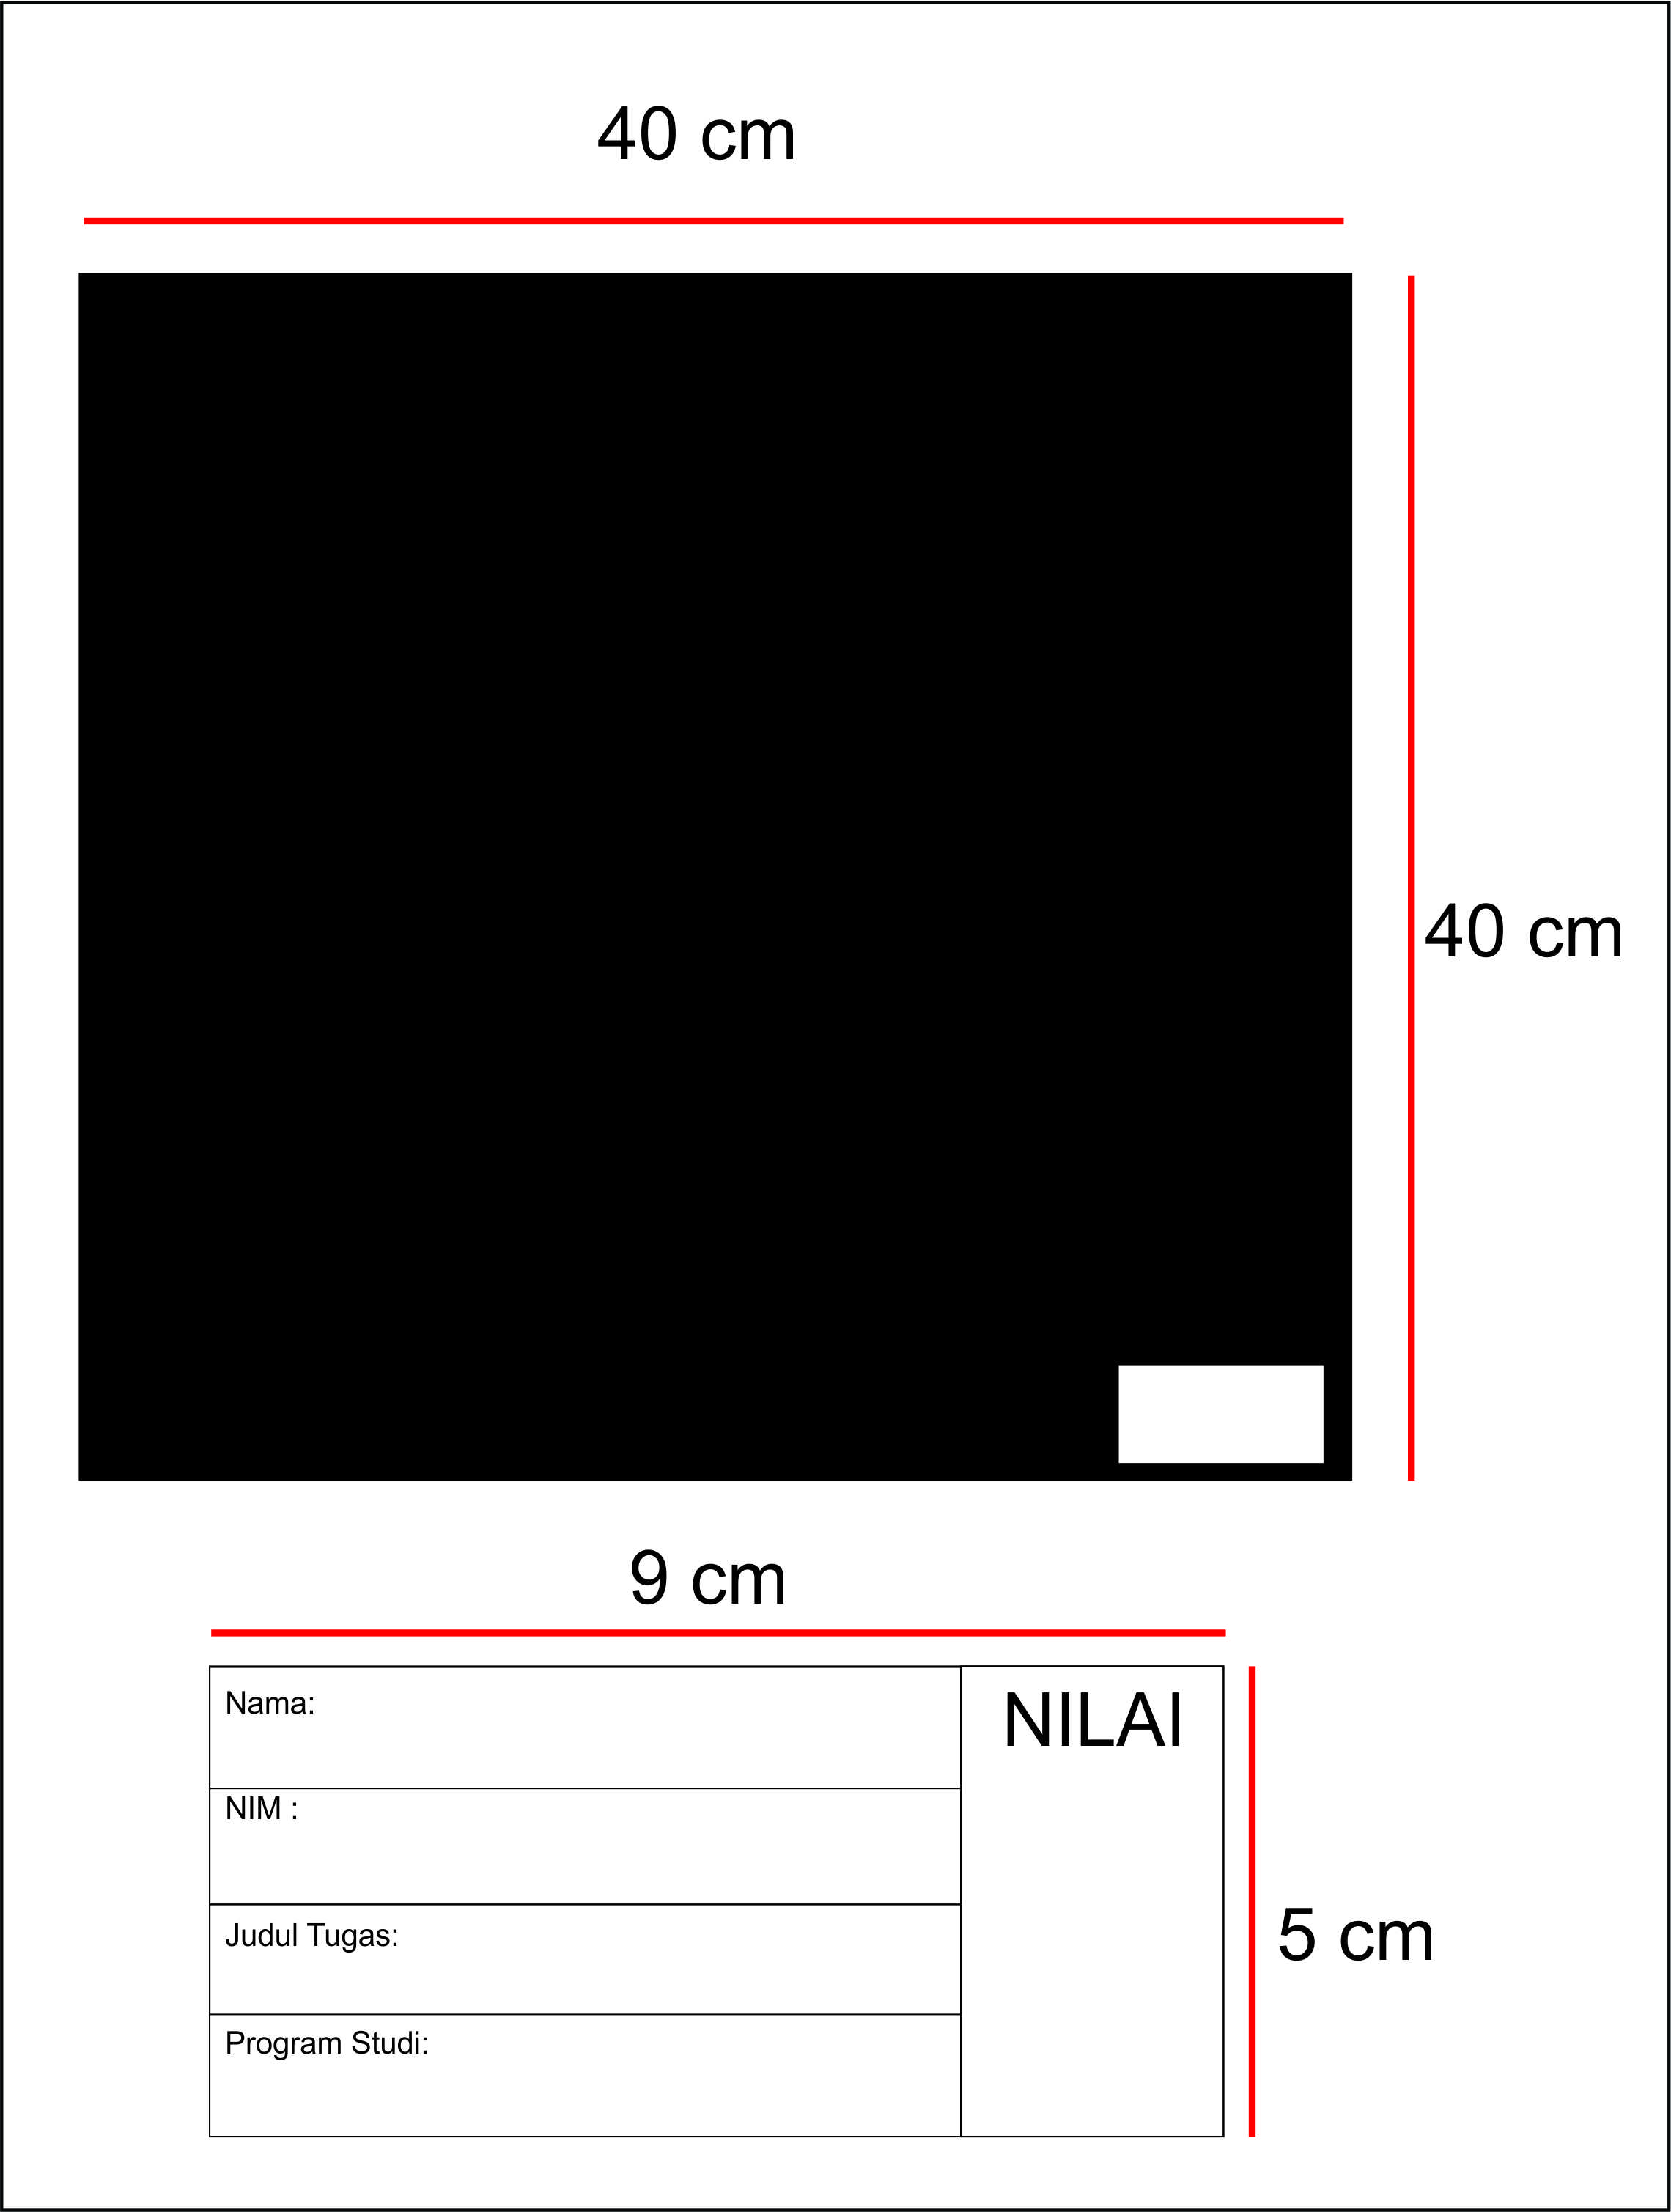 40 cm
40 cm
9 cm
Nama:
NILAI
NIM :
Judul Tugas:
5 cm
Program Studi: